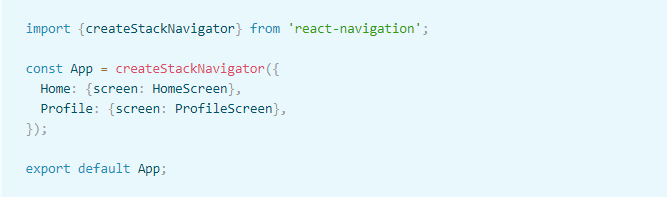 import {createStackNavigator} from 'react-navigation';
const App = createStackNavigator({
Home: {screen: HomeScreen},
Profile: {screen: ProfileScreen},
});
export default App;